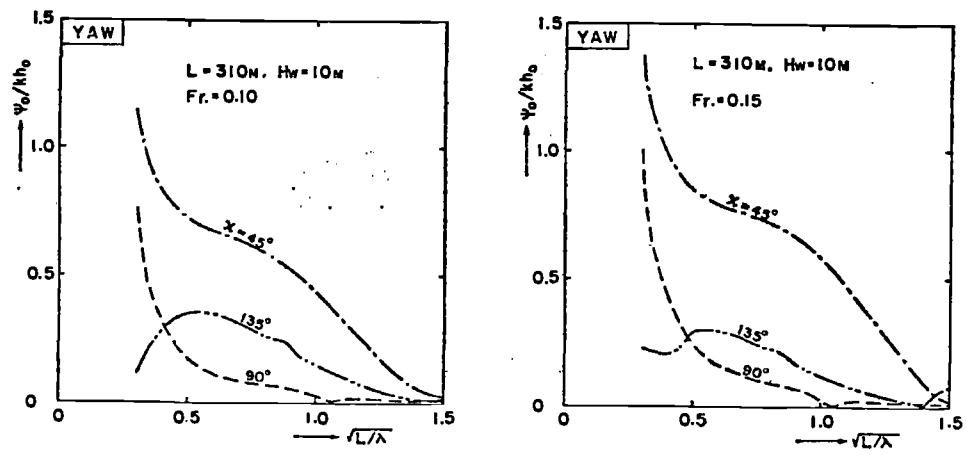 YAW
L = 310M, Hw = 10M
Fr. = 0.10
ψ₀/kh₀
1.5
1.0
0.5
0
χ = 45°
135°
90°
0
0.5
1.0
1.5
√L/λ
YAW
L = 310M, Hw = 10M
Fr. = 0.15
ψ₀/kh₀
1.5
1.0
0.5
0
χ = 45°
135°
90°
0
0.5
1.0
1.5
√L/λ